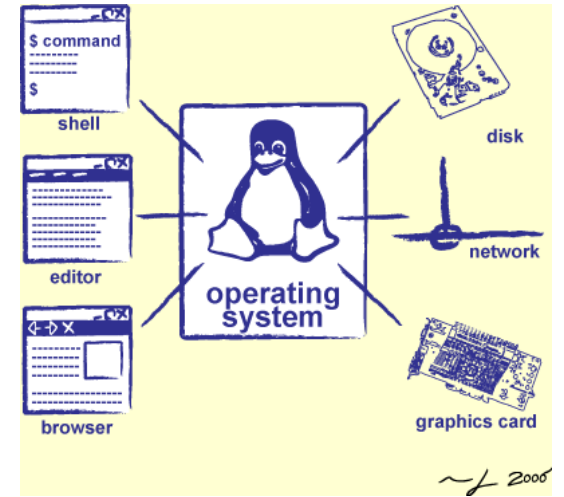 $ command
$
shell
editor
browser
operating
system
disk
network
graphics card
2006